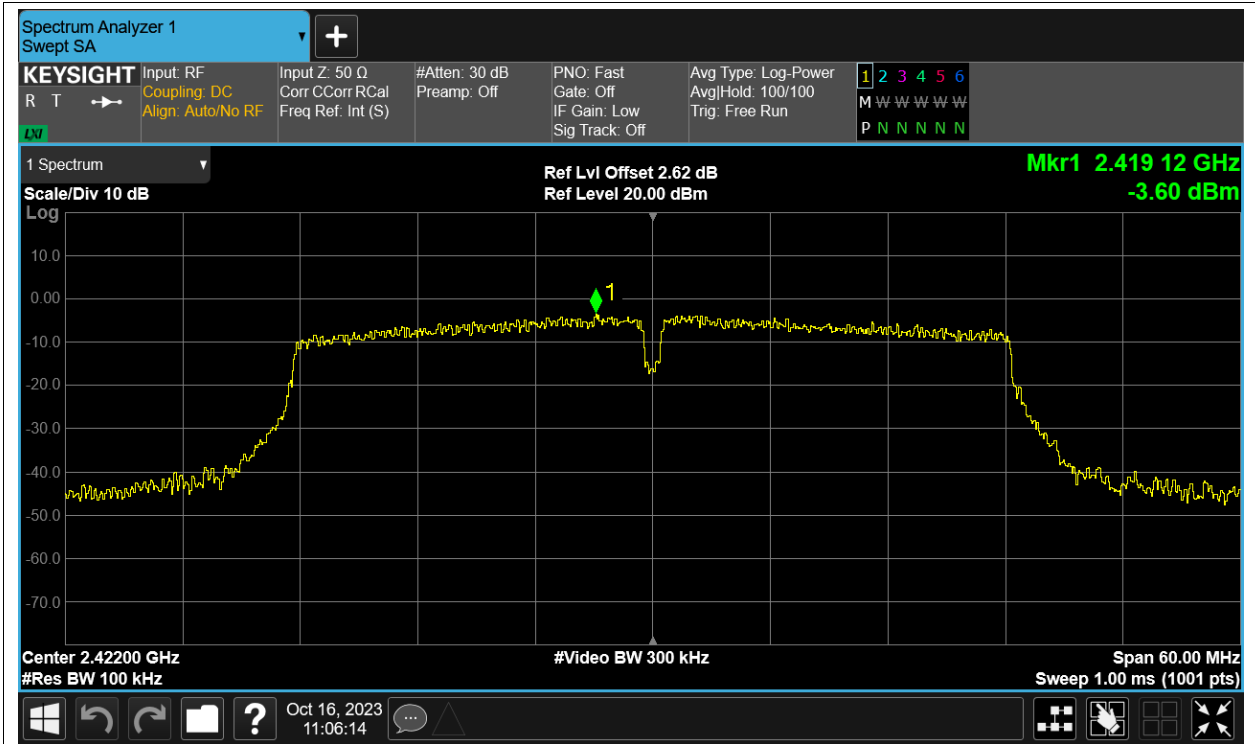 Spectrum Analyzer 1
Swept SA
KEYSIGHT
R T
LXI
Input: RF
Coupling: DC
Align: Auto/No RF
Input Z: 50 Ω
Corr CCorr RCal
Freq Ref: Int (S)
#Atten: 30 dB
Preamp: Off
PNO: Fast
Gate: Off
IF Gain: Low
Sig Track: Off
Avg Type: Log-Power
Avg|Hold: 100/100
Trig: Free Run
1 2 3 4 5 6
M W W W W W
P N N N N N
1 Spectrum
Ref Lvl Offset 2.62 dB
Mkr1 2.419 12 GHz
Scale/Div 10 dB
Ref Level 20.00 dBm
-3.60 dBm
Log
10.0
0.00
1
-10.0
-20.0
-30.0
-40.0
-50.0
-60.0
-70.0
Center 2.42200 GHz
#Video BW 300 kHz
Span 60.00 MHz
#Res BW 100 kHz
Sweep 1.00 ms (1001 pts)
?
Oct 16, 2023
11:06:14